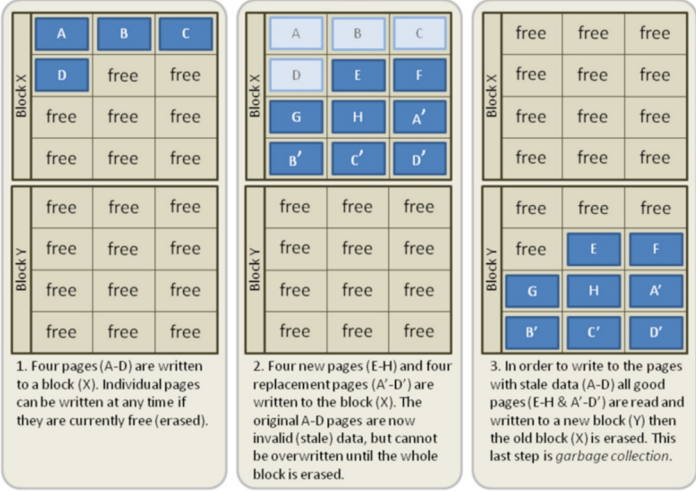 Block X
A B C
D free free
free free free
free free free
Block Y
free free free
free free free
free free free
free free free
1. Four pages (A-D) are written
to a block (X). Individual pages
can be written at any time if
they are currently free (erased).
Block X
A B C
D E F
G H A′
B′ C′ D′
Block Y
free free free
free free free
free free free
free free free
2. Four new pages (E-H) and four
replacement pages (A′-D′) are
written to the block (X). The
original A-D pages are now
invalid (stale) data, but cannot
be overwritten until the whole
block is erased.
Block X
free free free
free free free
free free free
free free free
Block Y
free free free
free E F
G H A′
B′ C′ D′
3. In order to write to the pages
with stale data (A-D) all good
pages (E-H & A′-D′) are read and
written to a new block (Y) then
the old block (X) is erased. This
last step is garbage collection.